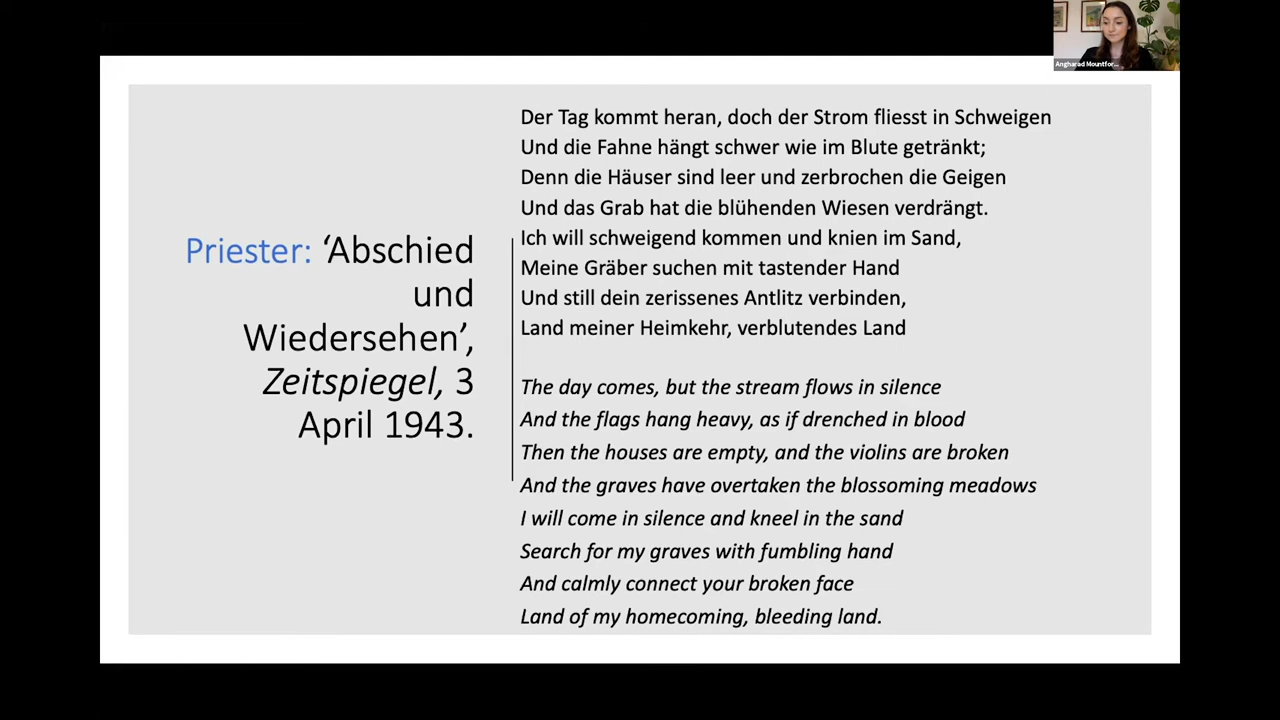 Angharad Mountfor...
Priester: ‘Abschied
und
Wiedersehen’,
Zeitspiegel, 3
April 1943.
Der Tag kommt heran, doch der Strom fliesst in Schweigen
Und die Fahne hängt schwer wie im Blute getränkt;
Denn die Häuser sind leer und zerbrochen die Geigen
Und das Grab hat die blühenden Wiesen verdrängt.
Ich will schweigend kommen und knien im Sand,
Meine Gräber suchen mit tastender Hand
Und still dein zerissenes Antlitz verbinden,
Land meiner Heimkehr, verblutendes Land
The day comes, but the stream flows in silence
And the flags hang heavy, as if drenched in blood
Then the houses are empty, and the violins are broken
And the graves have overtaken the blossoming meadows
I will come in silence and kneel in the sand
Search for my graves with fumbling hand
And calmly connect your broken face
Land of my homecoming, bleeding land.